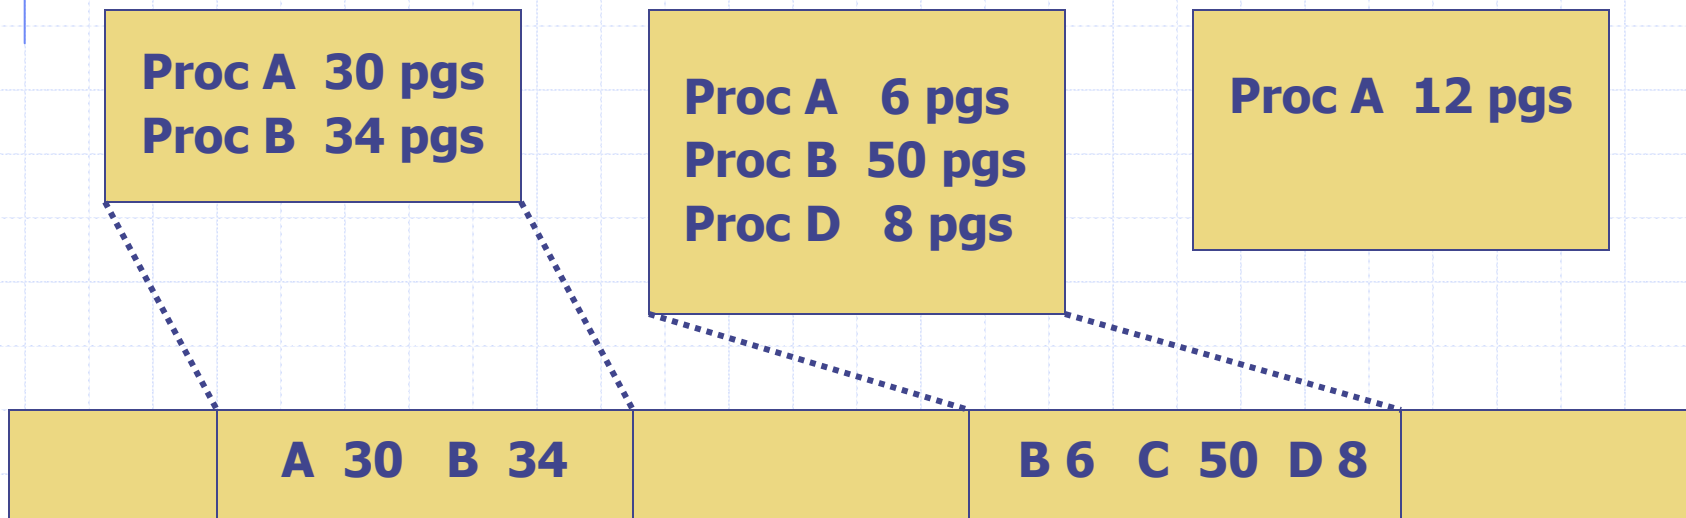 Proc A 30 pgs
Proc B 34 pgs
Proc A 6 pgs
Proc B 50 pgs
Proc D 8 pgs
Proc A 12 pgs
A 30 B 34
B 6 C 50 D 8